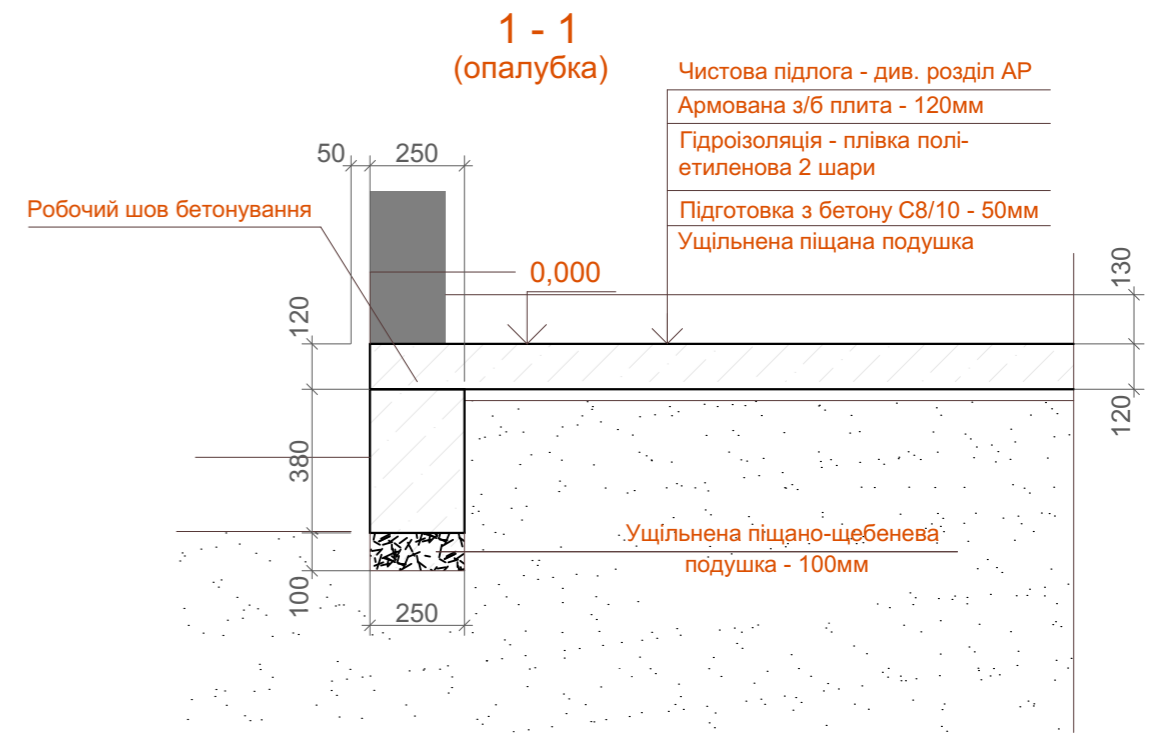 1 - 1
(опалубка)
Чистова підлога - див. розділ АР
Армована з/б плита - 120мм
Гідроізоляція - плівка полі-
етиленова 2 шари
Підготовка з бетону С8/10 - 50мм
Ущільнена піщана подушка
50
250
Робочий шов бетонування
0,000
130
120
120
380
Ущільнена піщано-щебенева
подушка - 100мм
100
250